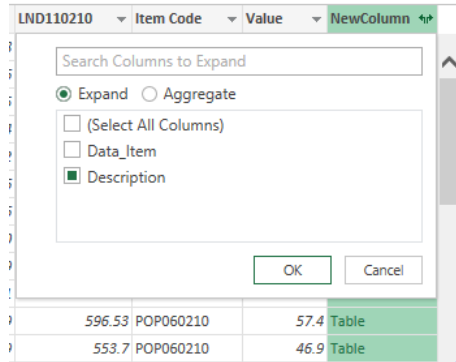 LND110210 Item Code Value NewColumn
Search Columns to Expand
Expand Aggregate
(Select All Columns)
Data_Item
Description
OK Cancel
596.53 POP060210 57.4 Table
553.7 POP060210 46.9 Table